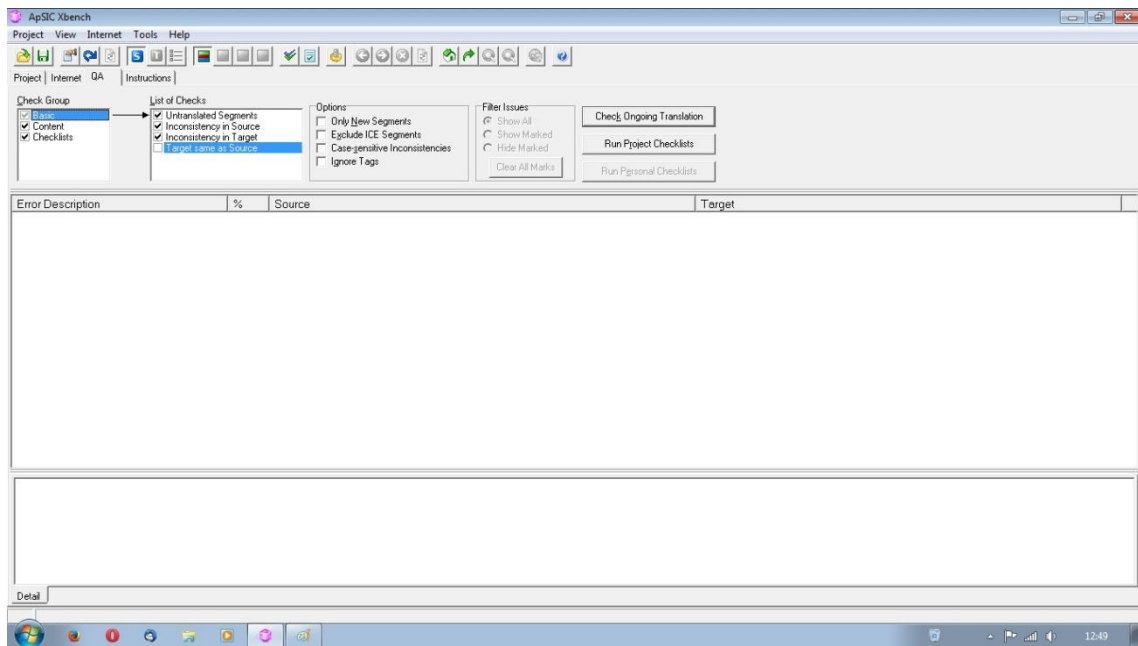 ApSIC Xbench
Project View Internet Tools Help
Project Internet QA Instructions
Check Group
Basic
Content
Checklists
List of Checks
Untranslated Segments
Inconsistency in Source
Inconsistency in Target
Target same as Source
Options
Only New Segments
Exclude ICE Segments
Case-sensitive Inconsistencies
Ignore Tags
Filter Issues
Show All
Show Marked
Hide Marked
Clear All Marks
Check Ongoing Translation
Run Project Checklists
Run Personal Checklists
Error Description % Source Target
Detail
12:49